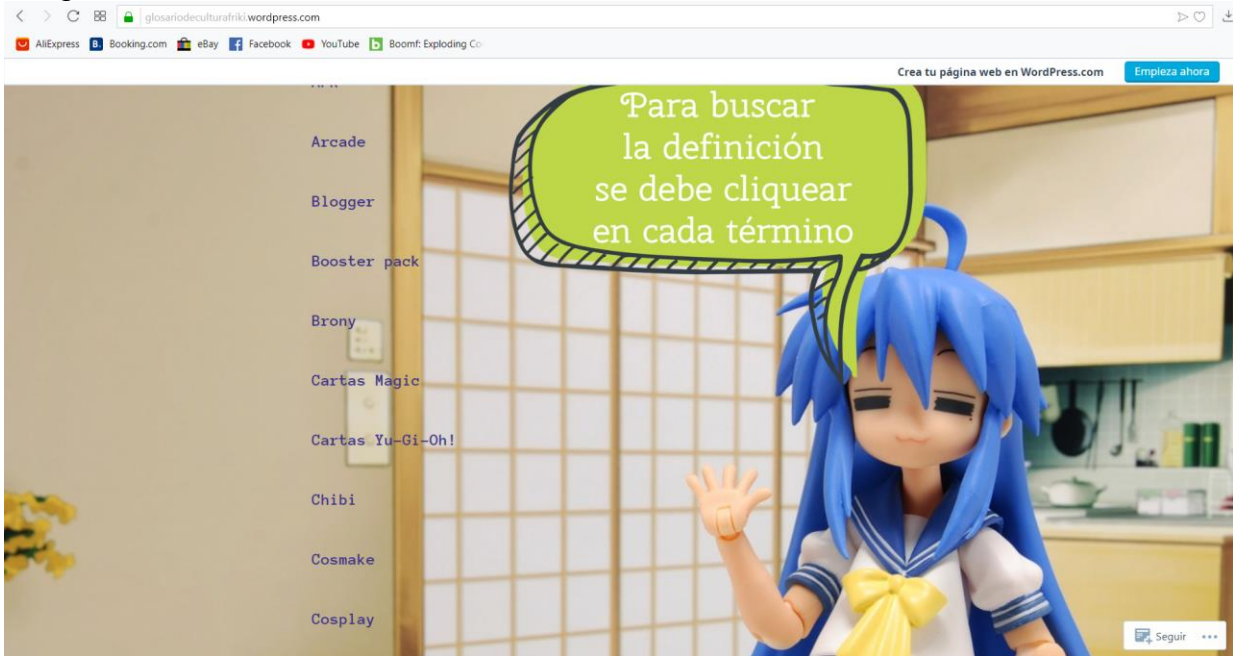 glosariodeculturafriki.wordpress.com
AliExpress Booking.com eBay Facebook YouTube Boomf: Exploding Co
Crea tu página web en WordPress.com Empieza ahora
Arcade
Blogger
Booster pack
Brony
Cartas Magic
Cartas Yu-Gi-Oh!
Chibi
Cosmake
Cosplay
Para buscar
la definición
se debe cliquear
en cada término
Seguir